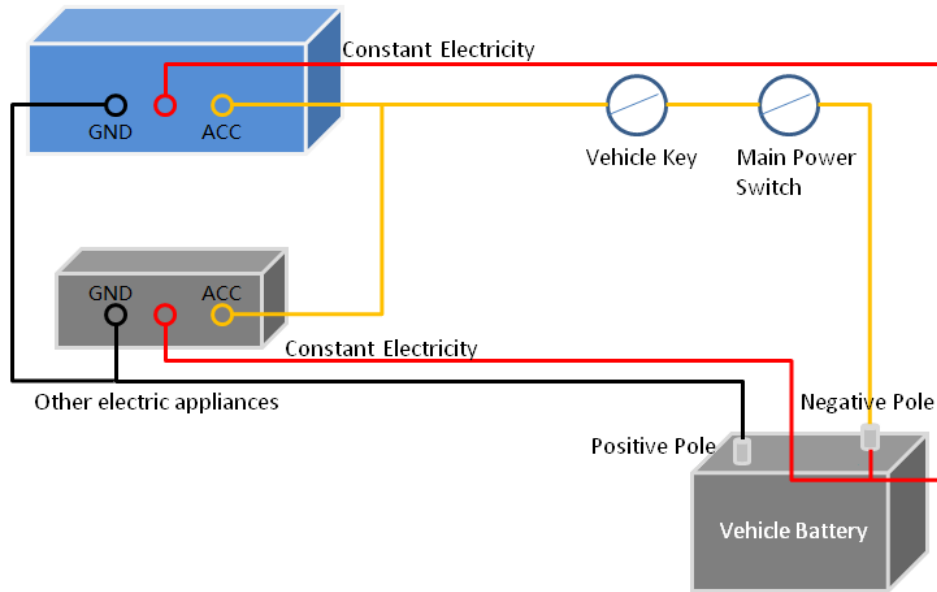 Constant Electricity
GND
ACC
Vehicle Key
Main Power
Switch
GND
ACC
Constant Electricity
Other electric appliances
Negative Pole
Positive Pole
Vehicle Battery